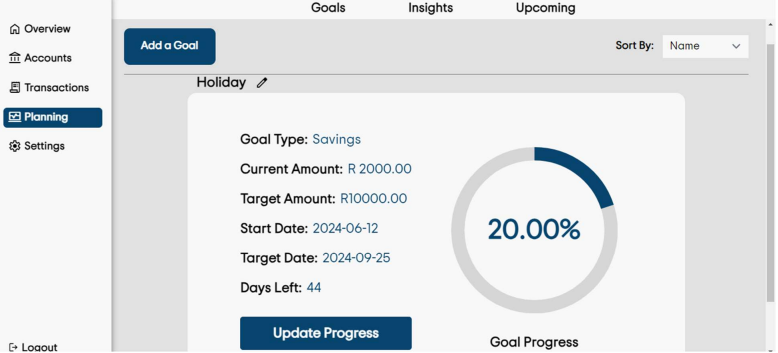 Goals Insights Upcoming
Overview
Accounts
Transactions
Planning
Settings
Logout
Add a Goal
Sort By: Name
Holiday
Goal Type: Savings
Current Amount: R 2000.00
Target Amount: R10000.00
Start Date: 2024-06-12
Target Date: 2024-09-25
Days Left: 44
Update Progress
20.00%
Goal Progress